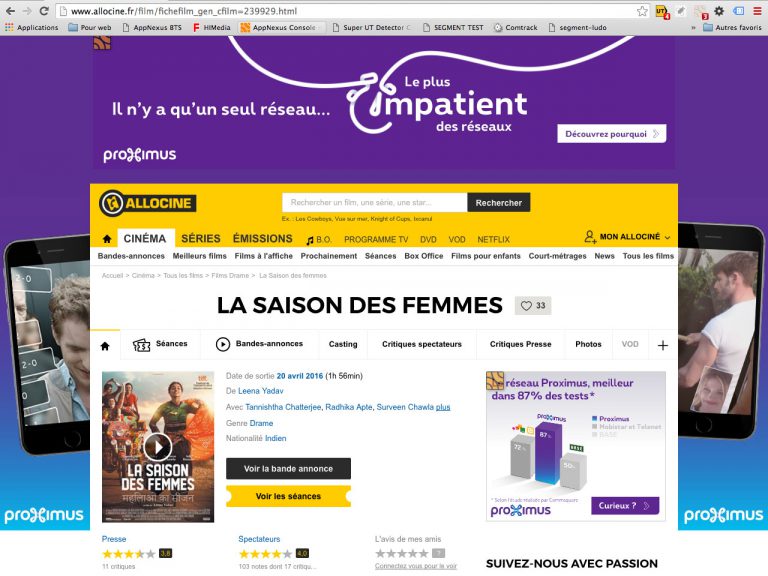 www.allocine.fr/film/fichefilm_gen_cfilm=239929.html
Applications Pour web AppNexus BTS HIMedia AppNexus Console Super UT Detector SEGMENT TEST Comtrack segment-ludo » Autres favoris
Il n'y a qu'un seul réseau...
Le plus
impatient
des réseaux
Découvrez pourquoi
proximus
ALLOCINE
Rechercher un film, une série, une star...
Rechercher
Ex. : Les Cowboys, Vue sur mer, Knight of Cups, Ixcanul
CINÉMA SÉRIES ÉMISSIONS B.O. PROGRAMME TV DVD VOD NETFLIX MON ALLOCINÉ
Bandes-annonces Meilleurs films Films à l'affiche Prochainement Séances Box Office Films pour enfants Court-métrages News Tous les films
Accueil > Cinéma > Tous les films > Films Drame > La Saison des femmes
LA SAISON DES FEMMES
33
Séances Bandes-annonces Casting Critiques spectateurs Critiques Presse Photos VOD +
LA SAISON
DES FEMMES
Date de sortie 20 avril 2016 (1h 56min)
De Leena Yadav
Avec Tannishtha Chatterjee, Radhika Apte, Surveen Chawla plus
Genre Drame
Nationalité Indien
Voir la bande annonce
Voir les séances
réseau Proximus, meilleur
dans 87% des tests*
proximus
72%
87%
50%
BASE
Proximus
Mobistar et Telenet
BASE
* Selon l'étude réalisée par Commsquare
proximus
Curieux ?
proximus
proximus
Presse
3,8
11 critiques
Spectateurs
4,0
103 notes dont 17 critiqu...
L'avis de mes amis
?
Connectez-vous pour le voir
SUIVEZ-NOUS AVEC PASSION